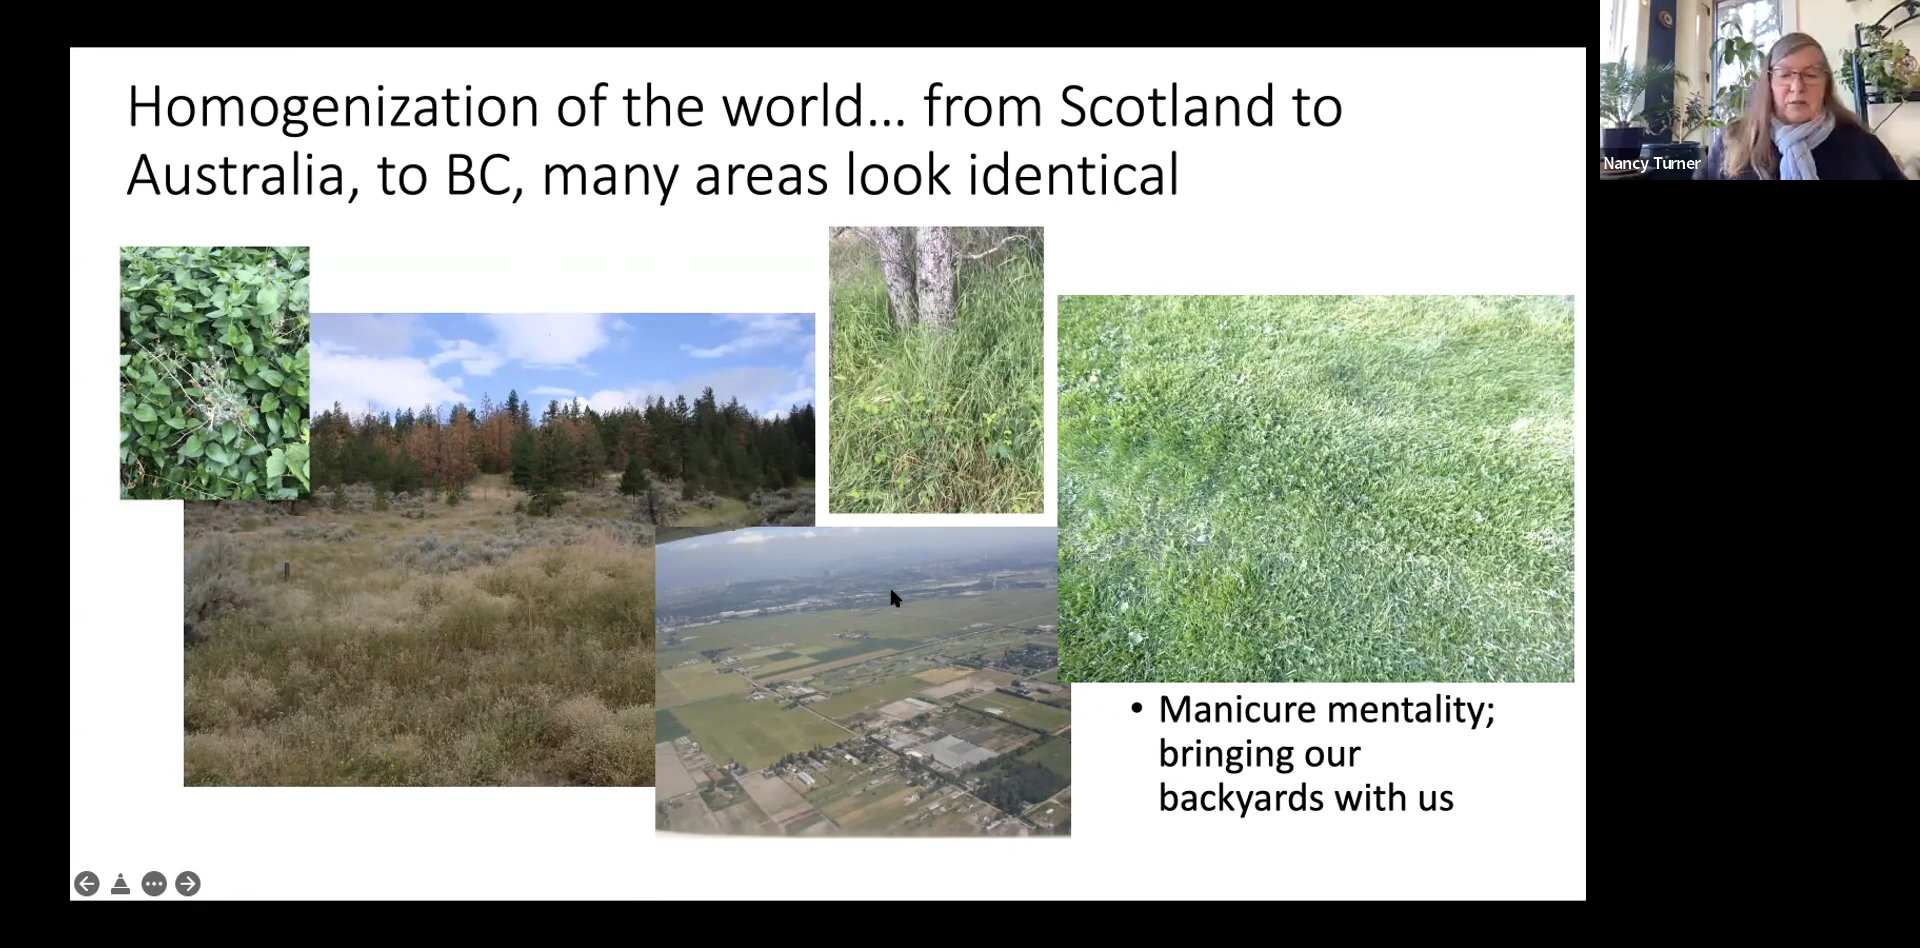 Homogenization of the world... from Scotland to
Australia, to BC, many areas look identical
Nancy Turner
• Manicure mentality;
bringing our
backyards with us